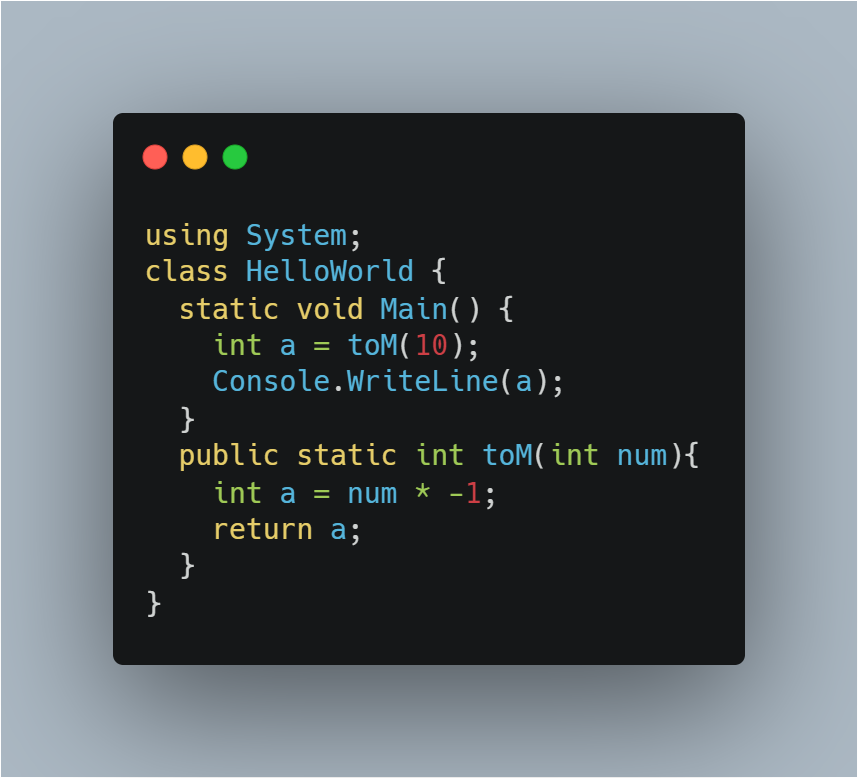 using System;
class HelloWorld {
  static void Main() {
    int a = toM(10);
    Console.WriteLine(a);
  }
  public static int toM(int num){
    int a = num * -1;
    return a;
  }
}